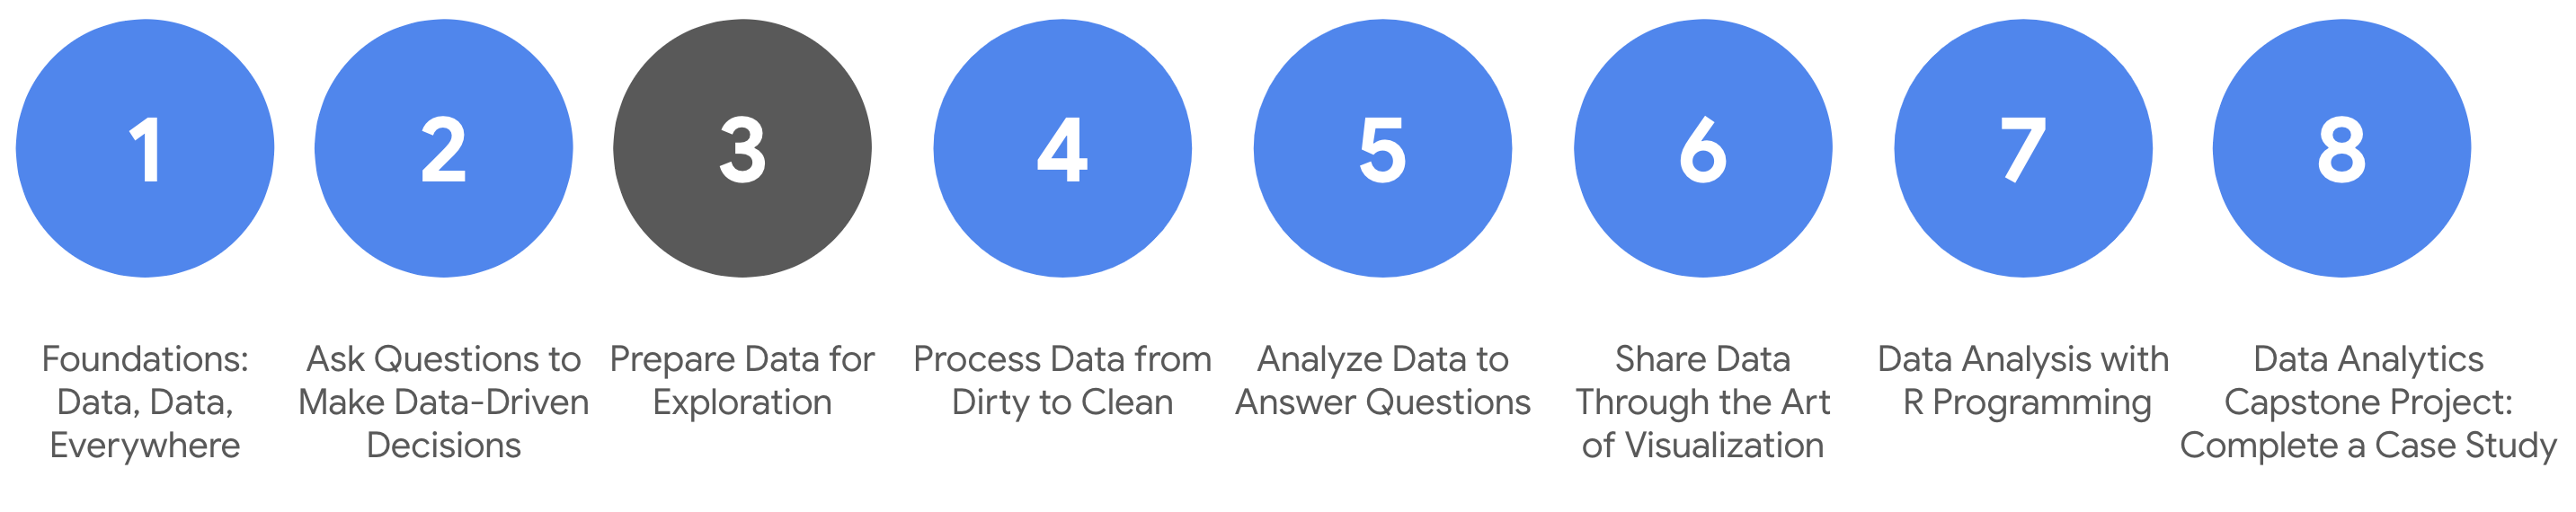 1
2
3
4
5
6
7
8
Foundations:
Data, Data,
Everywhere
Ask Questions to
Make Data-Driven
Decisions
Prepare Data for
Exploration
Process Data from
Dirty to Clean
Analyze Data to
Answer Questions
Share Data
Through the Art
of Visualization
Data Analysis with
R Programming
Data Analytics
Capstone Project:
Complete a Case Study